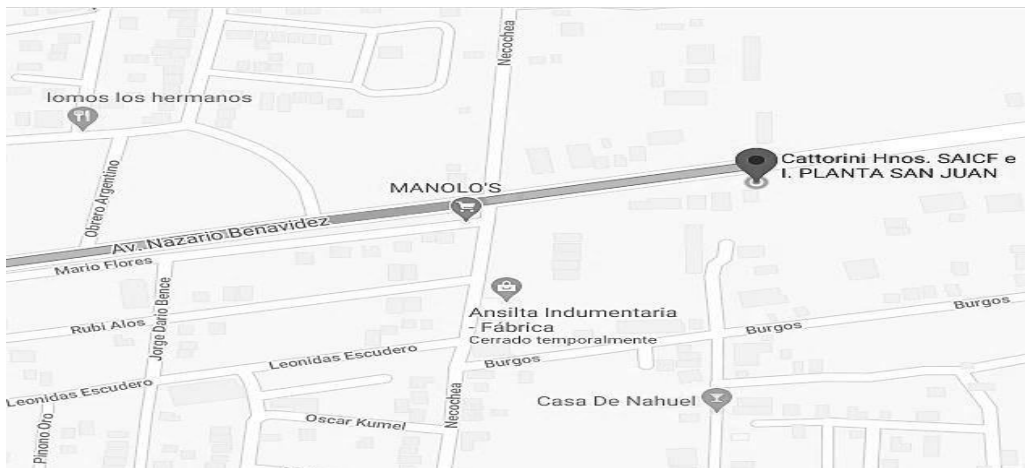 Necochea
lomos los hermanos
Cattorini Hnos. SAICF e
I. PLANTA SAN JUAN
MANOLO'S
Obrero Argentino
Av. Nazario Benavidez
Mario Flores
Jorge Dario Bence
Ansilta Indumentaria
- Fábrica
Cerrado temporalmente
Rubi Alos
Burgos
Burgos
Leonidas Escudero
Burgos
Leonidas Escudero
Casa De Nahuel
Necochea
Oscar Kumel
P.Pinono Oro